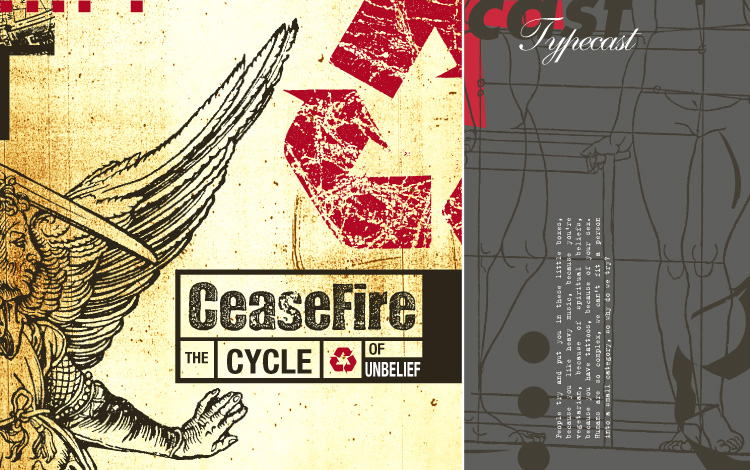 CeaseFire
THE CYCLE OF
UNBELIEF
cast
Typecast
People try and put you in these little boxes,
because you like heavy music, because you're
vegetarian, because of spiritual beliefs,
because you have tattoos, because of your sex.
Humans are so complex, we can't fit a person
into a small category, so why do we try?